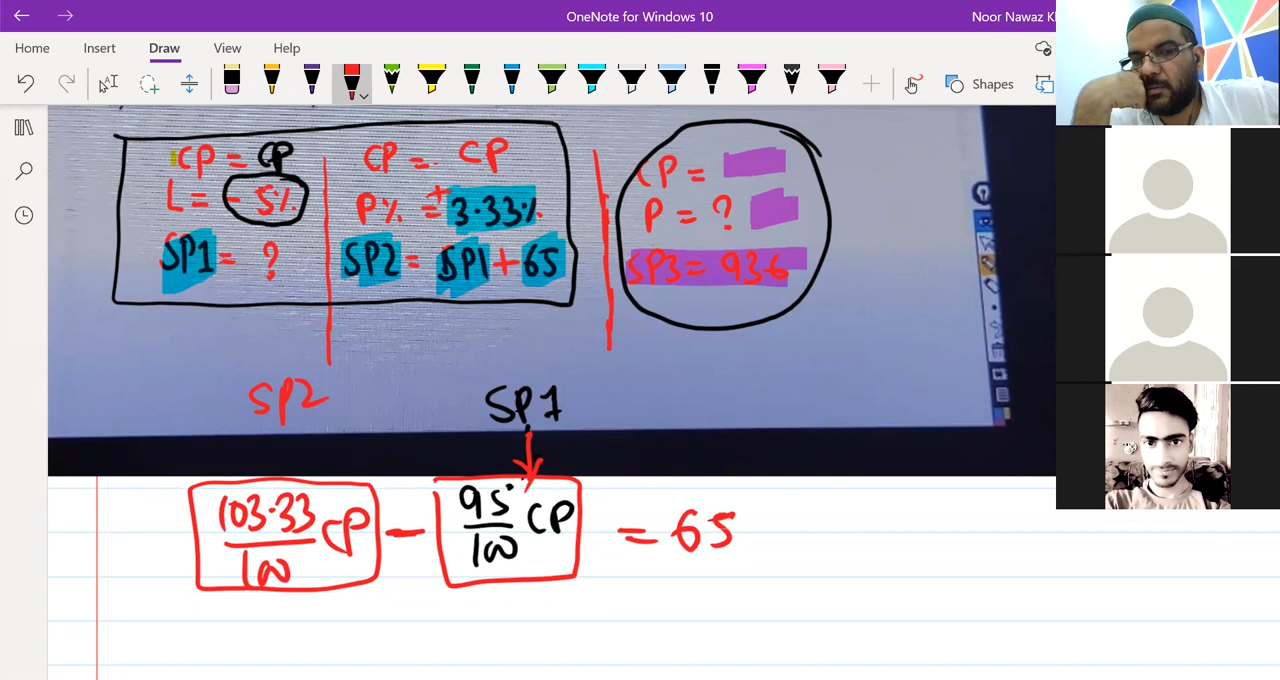 OneNote for Windows 10
Noor Nawaz Kh
Home Insert Draw View Help
Shapes
CP = CP
L = - 5%
SP1 = ?
CP = CP
P% = + 3.33%
SP2 = SP1 + 65
CP =
P = ?
SP3 = 936
SP2
SP1
103.33/100 CP - 95/100 CP = 65